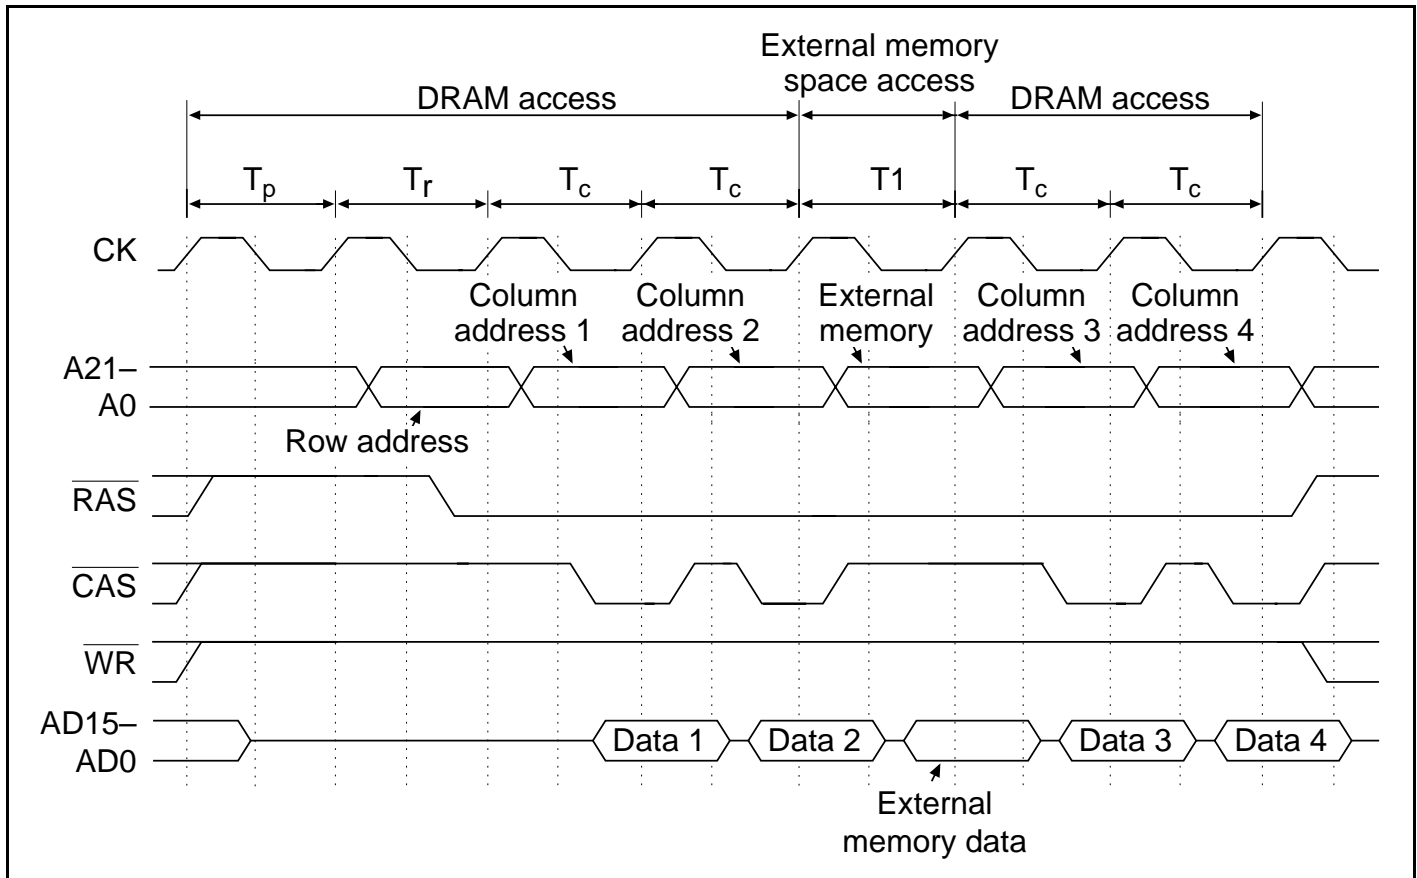 External memory
space access
DRAM access
DRAM access
Tp Tr Tc Tc T1 Tc Tc
CK
Column
address 1
Column
address 2
External
memory
Column
address 3
Column
address 4
A21–
A0
Row address
RAS
CAS
WR
AD15–
AD0
Data 1 Data 2 Data 3 Data 4
External
memory data